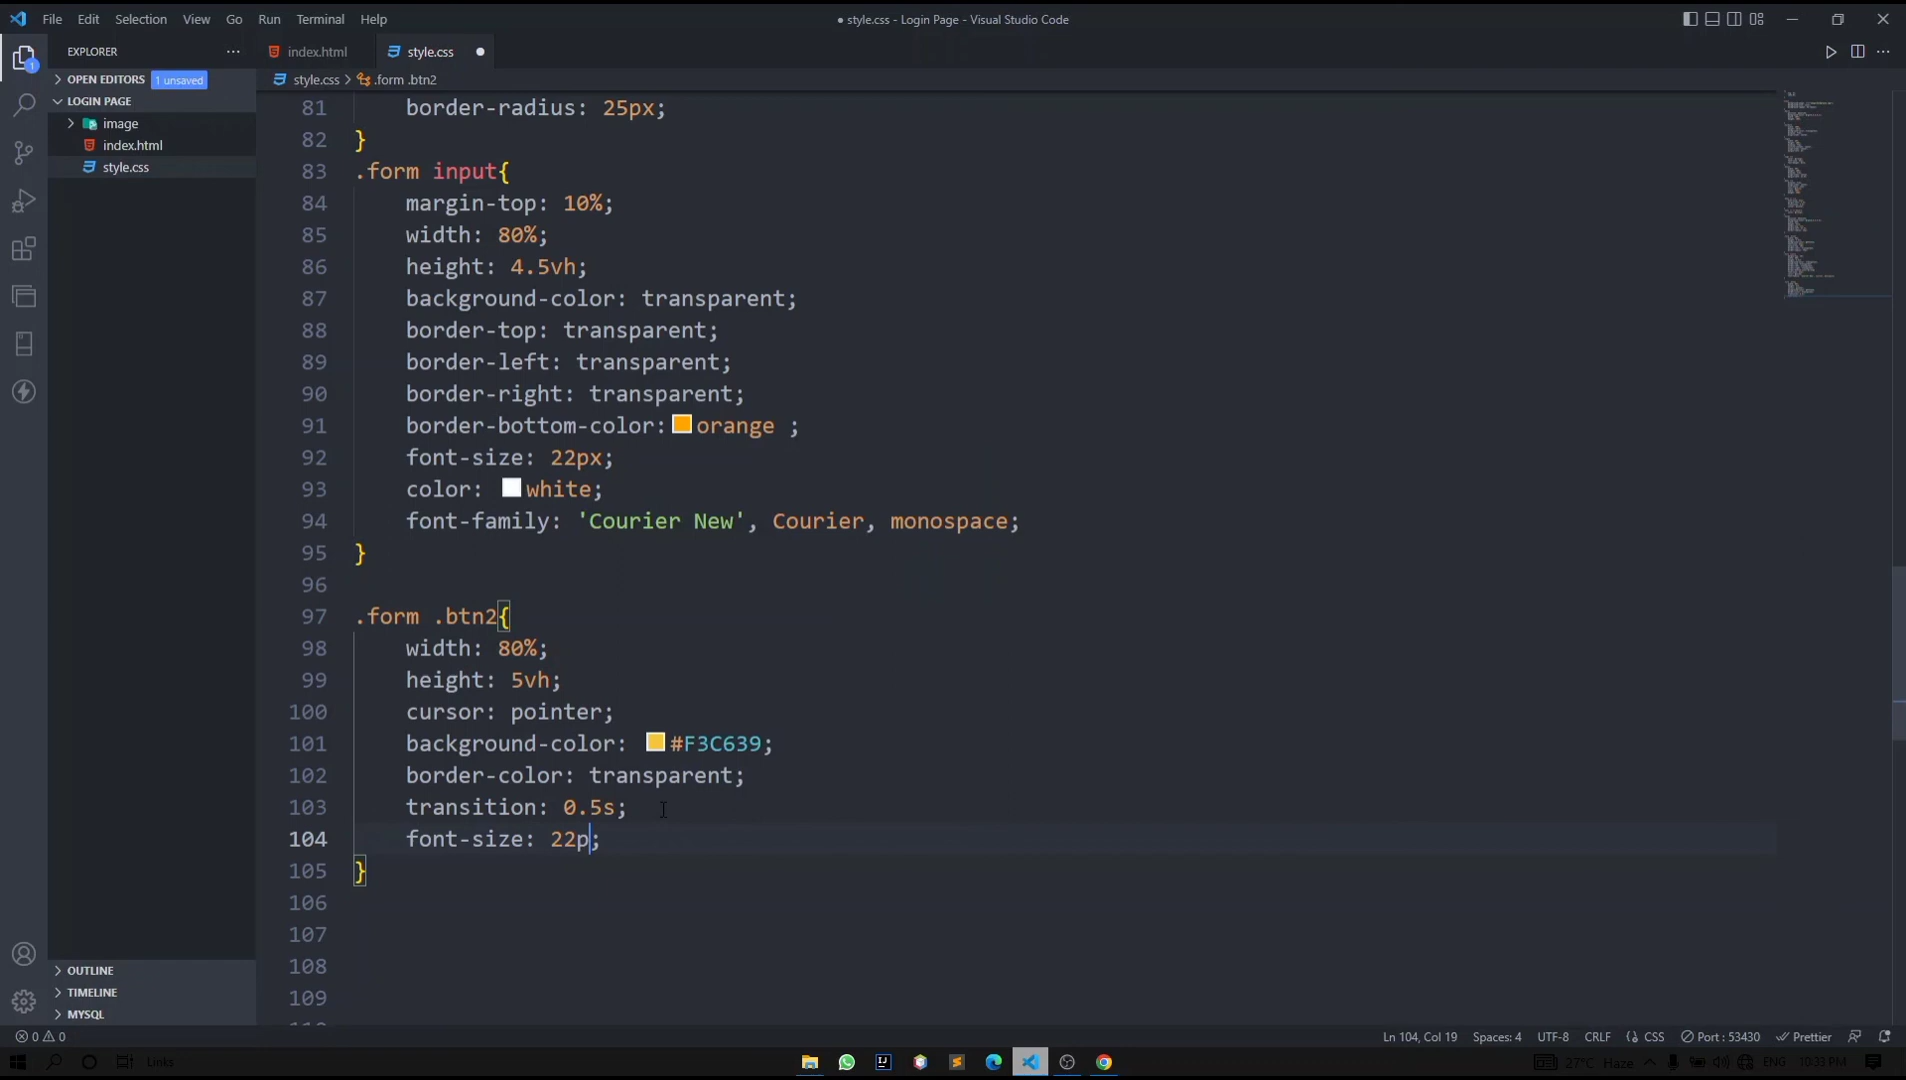 File Edit Selection View Go Run Terminal Help
● style.css - Login Page - Visual Studio Code
EXPLORER
index.html
style.css
OPEN EDITORS 1 unsaved
style.css > .form .btn2
LOGIN PAGE
image
index.html
style.css
81 border-radius: 25px;
82 }
83 .form input{
84 margin-top: 10%;
85 width: 80%;
86 height: 4.5vh;
87 background-color: transparent;
88 border-top: transparent;
89 border-left: transparent;
90 border-right: transparent;
91 border-bottom-color: orange ;
92 font-size: 22px;
93 color: white;
94 font-family: 'Courier New', Courier, monospace;
95 }
96
97 .form .btn2{
98 width: 80%;
99 height: 5vh;
100 cursor: pointer;
101 background-color: #F3C639;
102 border-color: transparent;
103 transition: 0.5s;
104 font-size: 22p;
105 }
106
107
108
109
OUTLINE
TIMELINE
MYSQL
0 0
Ln 104, Col 19 Spaces: 4 UTF-8 CRLF {} CSS Port : 53430 Prettier
Links
27°C Haze ENG 10:33 PM